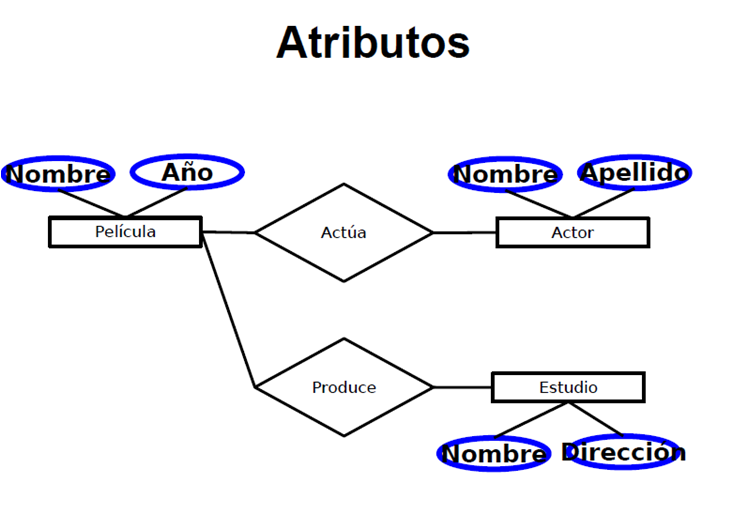 Atributos
Nombre
Año
Nombre
Apellido
Película
Actúa
Actor
Produce
Estudio
Nombre
Dirección